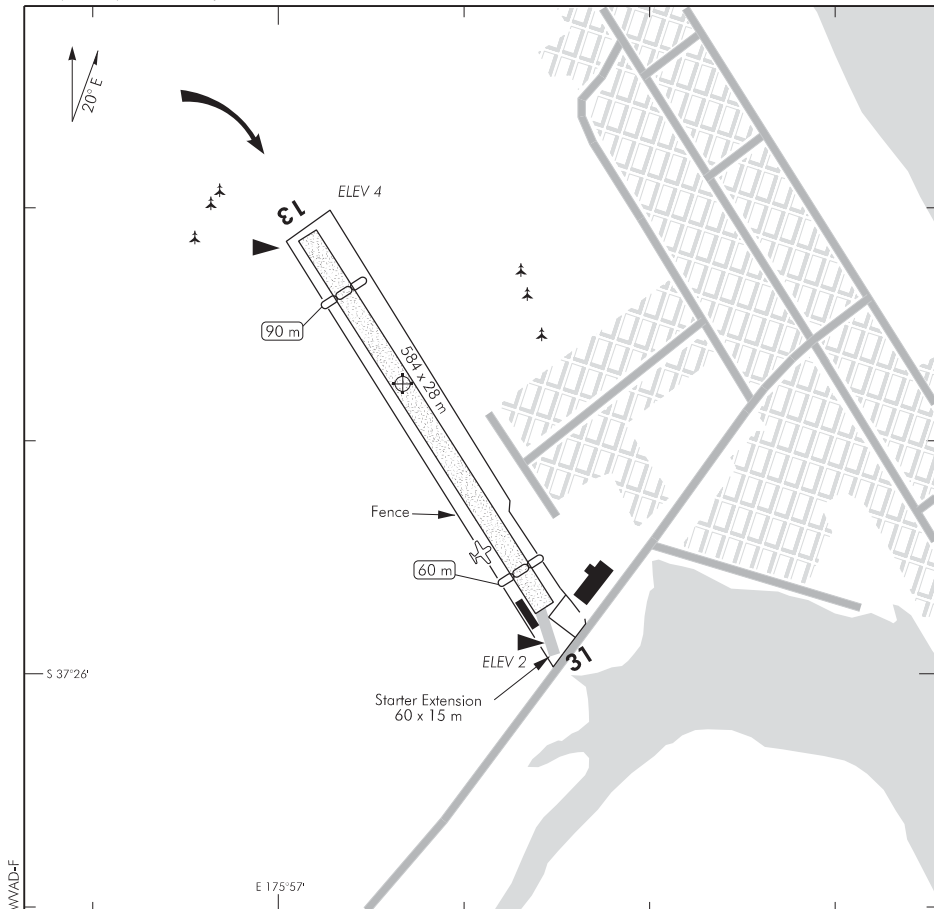 20° E
ELEV 4
13
90 m
584 x 28 m
Fence
60 m
ELEV 2
31
S 37°26'
Starter Extension
60 x 15 m
E 175°57'